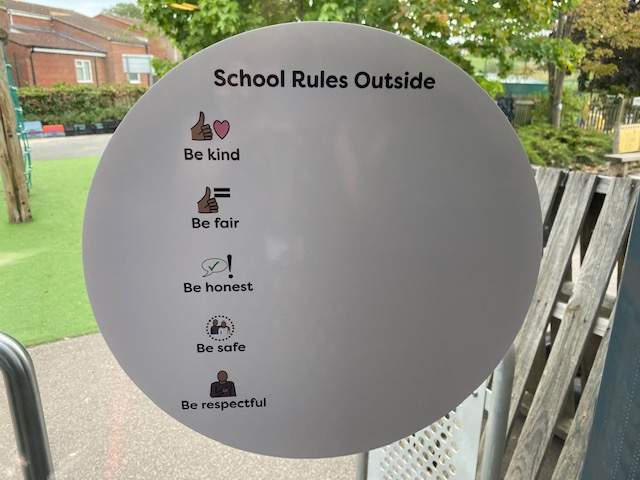 School Rules Outside
Be kind
Be fair
Be honest
Be safe
Be respectful